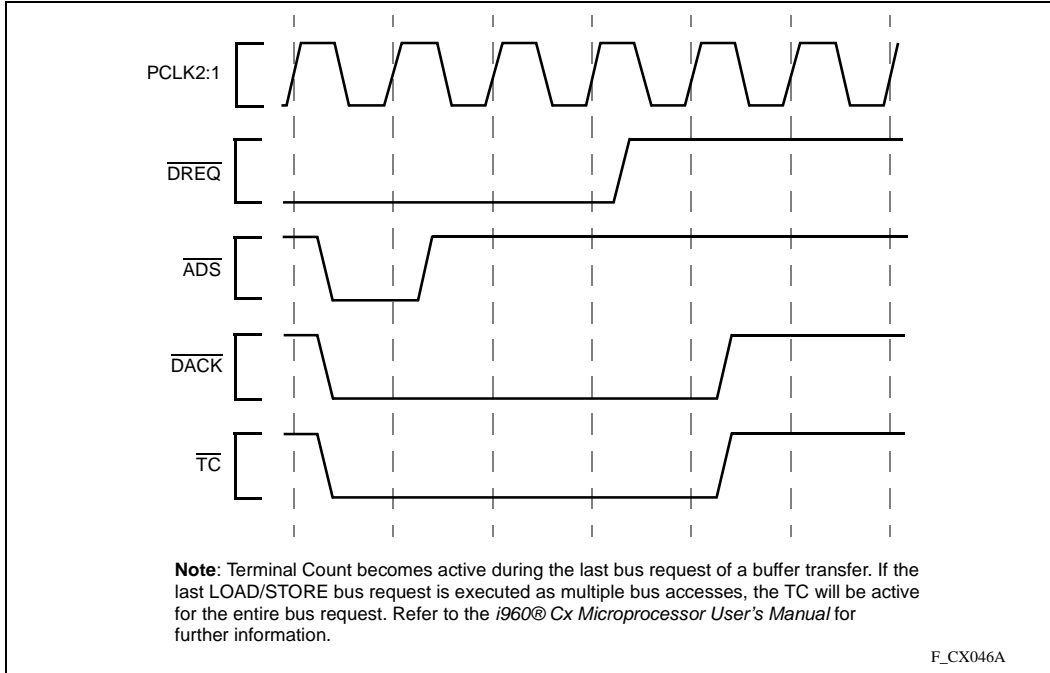 PCLK2:1
DREQ
ADS
DACK
TC
Note: Terminal Count becomes active during the last bus request of a buffer transfer. If the
last LOAD/STORE bus request is executed as multiple bus accesses, the TC will be active
for the entire bus request. Refer to the i960® Cx Microprocessor User's Manual for
further information.
F_CX046A